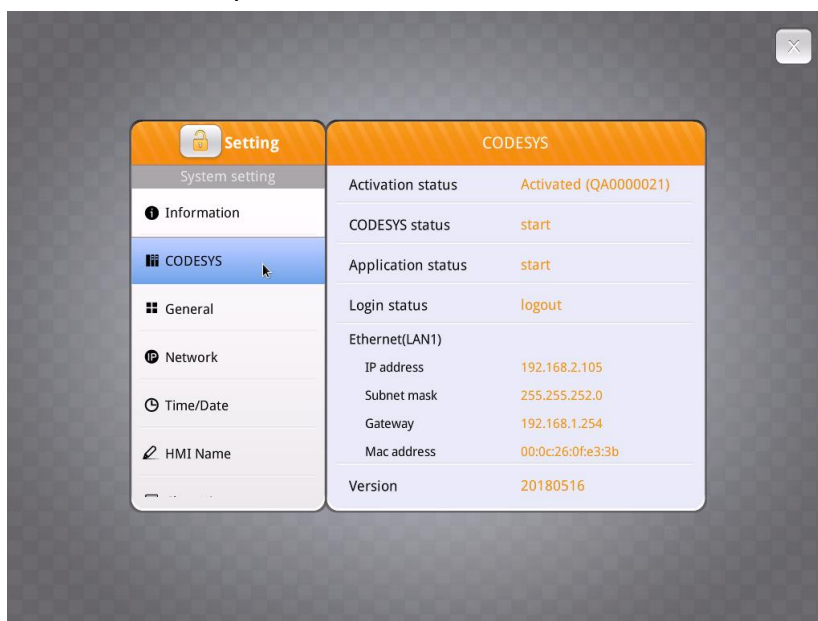 Setting
System setting
Information
CODESYS
General
Network
Time/Date
HMI Name
CODESYS
Activation status Activated (QA0000021)
CODESYS status start
Application status start
Login status logout
Ethernet(LAN1)
IP address 192.168.2.105
Subnet mask 255.255.252.0
Gateway 192.168.1.254
Mac address 00:0c:26:0f:e3:3b
Version 20180516